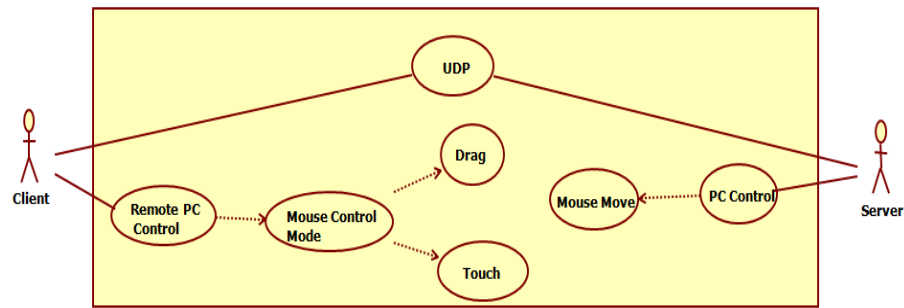 UDP
Drag
Client
Remote PC
Control
Mouse Control
Mode
Mouse Move
PC Control
Server
Touch